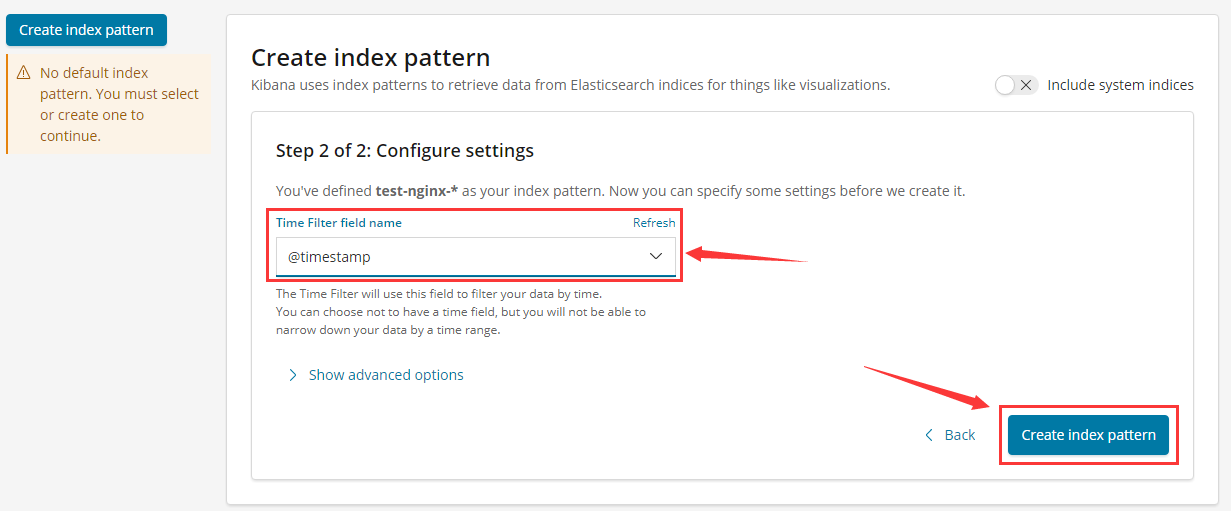 Create index pattern
No default index
pattern. You must select
or create one to
continue.
Create index pattern
Kibana uses index patterns to retrieve data from Elasticsearch indices for things like visualizations.
Include system indices
Step 2 of 2: Configure settings
You've defined test-nginx-* as your index pattern. Now you can specify some settings before we create it.
Time Filter field name
Refresh
@timestamp
The Time Filter will use this field to filter your data by time.
You can choose not to have a time field, but you will not be able to
narrow down your data by a time range.
Show advanced options
Back
Create index pattern